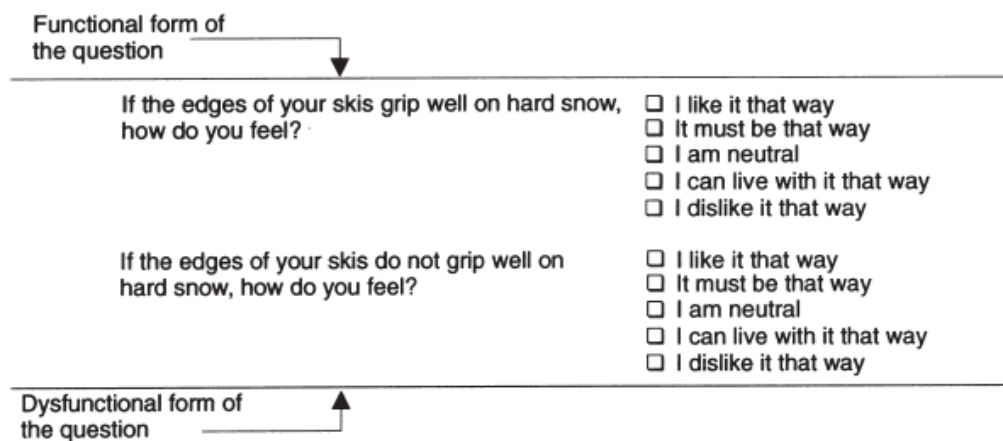 Functional form of
the question
If the edges of your skis grip well on hard snow,
how do you feel?
❑ I like it that way
❑ It must be that way
❑ I am neutral
❑ I can live with it that way
❑ I dislike it that way
If the edges of your skis do not grip well on
hard snow, how do you feel?
❑ I like it that way
❑ It must be that way
❑ I am neutral
❑ I can live with it that way
❑ I dislike it that way
Dysfunctional form of
the question